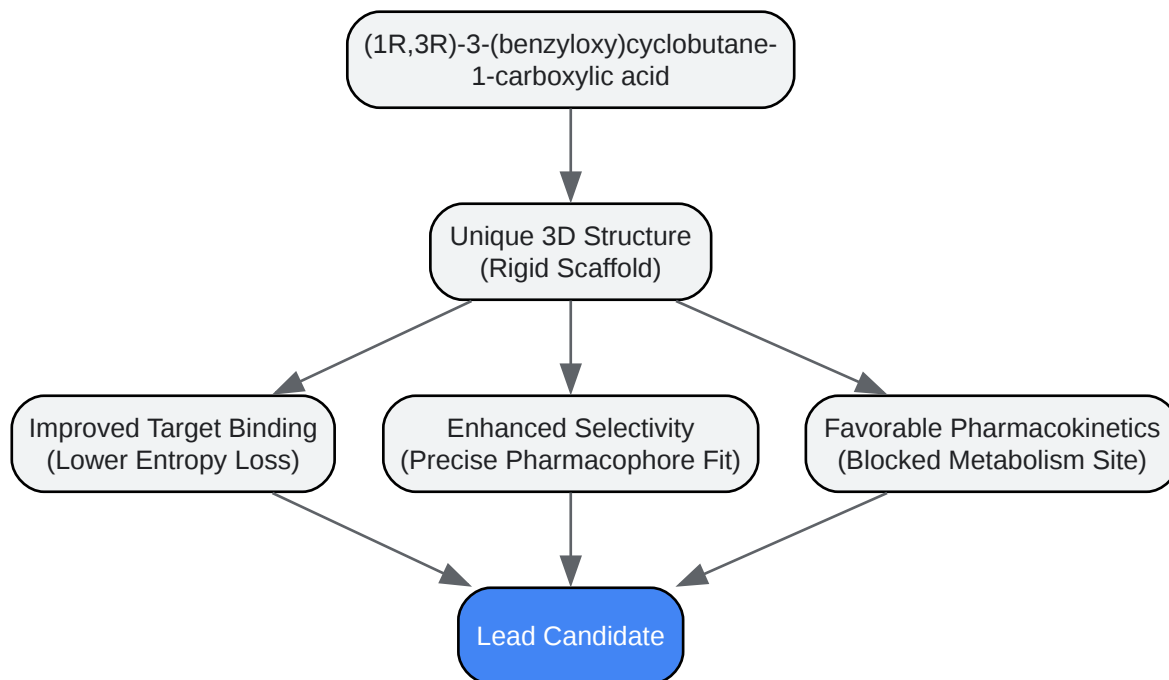 (1R,3R)-3-(benzyloxy)cyclobutane-
1-carboxylic acid
Unique 3D Structure
(Rigid Scaffold)
Improved Target Binding
(Lower Entropy Loss)
Enhanced Selectivity
(Precise Pharmacophore Fit)
Favorable Pharmacokinetics
(Blocked Metabolism Site)
Lead Candidate